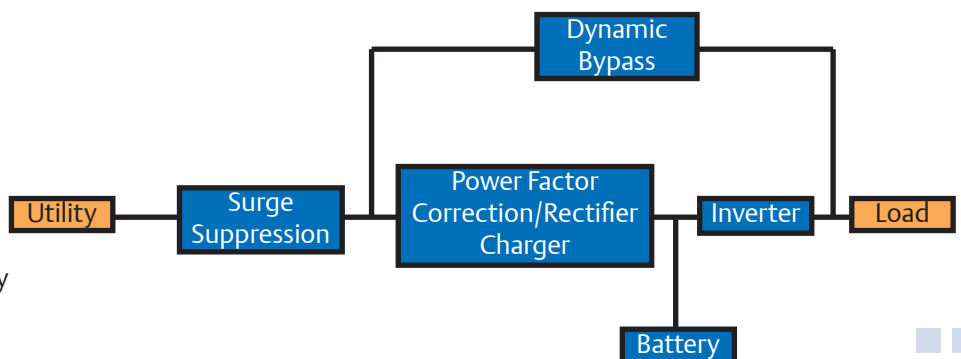 Dynamic
Bypass
Utility
Surge
Suppression
Power Factor
Correction/Rectifier
Charger
Inverter
Load
y
Battery